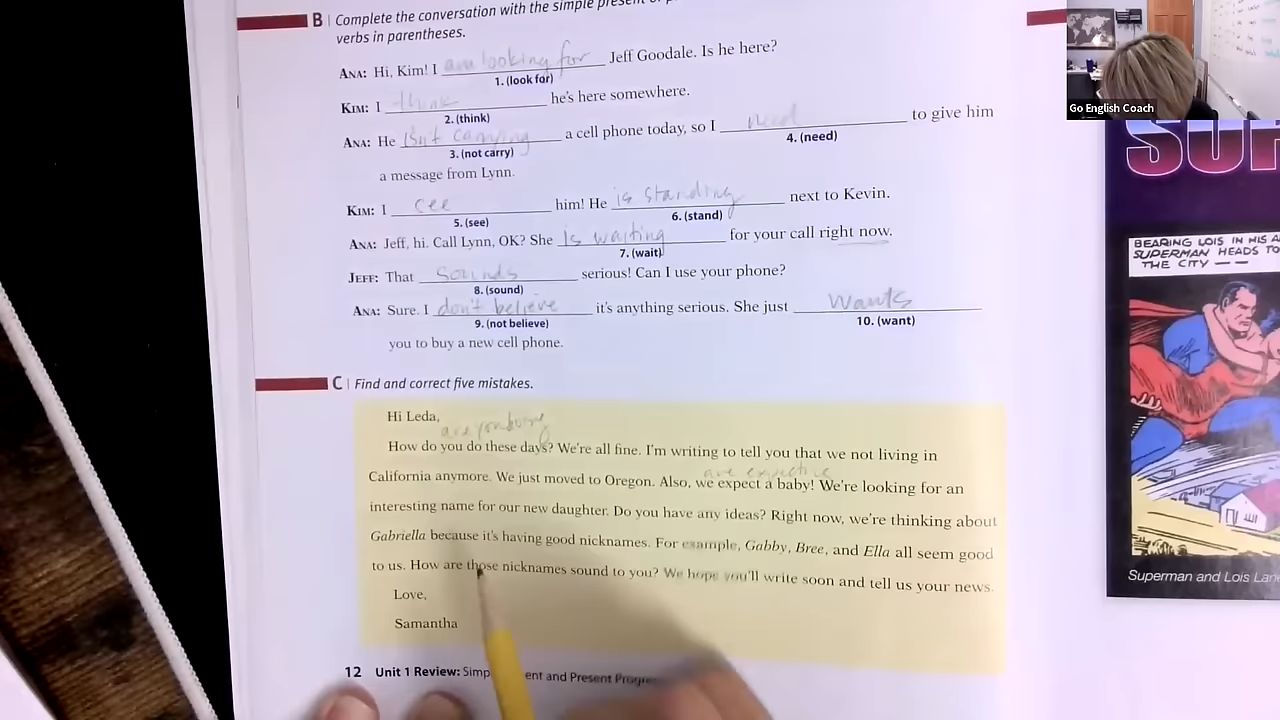 B | Complete the conversation with the simple present
verbs in parentheses.
ANA: Hi, Kim! I am looking for Jeff Goodale. Is he here?
1. (look for)
KIM: I think he's here somewhere.
2. (think)
ANA: He isn't carrying a cell phone today, so I need to give him
3. (not carry) 4. (need)
a message from Lynn.
KIM: I see him! He is standing next to Kevin.
5. (see) 6. (stand)
ANA: Jeff, hi. Call Lynn, OK? She is waiting for your call right now.
7. (wait)
JEFF: That sounds serious! Can I use your phone?
8. (sound)
ANA: Sure. I don't believe it's anything serious. She just wants
9. (not believe) 10. (want)
you to buy a new cell phone.
C | Find and correct five mistakes.
Hi Leda,
are you doing
How do you do these days? We're all fine. I'm writing to tell you that we not living in
are expecting
California anymore. We just moved to Oregon. Also, we expect a baby! We're looking for an
interesting name for our new daughter. Do you have any ideas? Right now, we're thinking about
Gabriella because it's having good nicknames. For example, Gabby, Bree, and Ella all seem good
to us. How are those nicknames sound to you? We hope you'll write soon and tell us your news.
Love,
Samantha
12 Unit 1 Review: Simp ent and Present Progre
Go English Coach
SUP
BEARING LOIS IN HIS A
SUPERMAN HEADS TO
THE CITY — —
Superman and Lois Lane